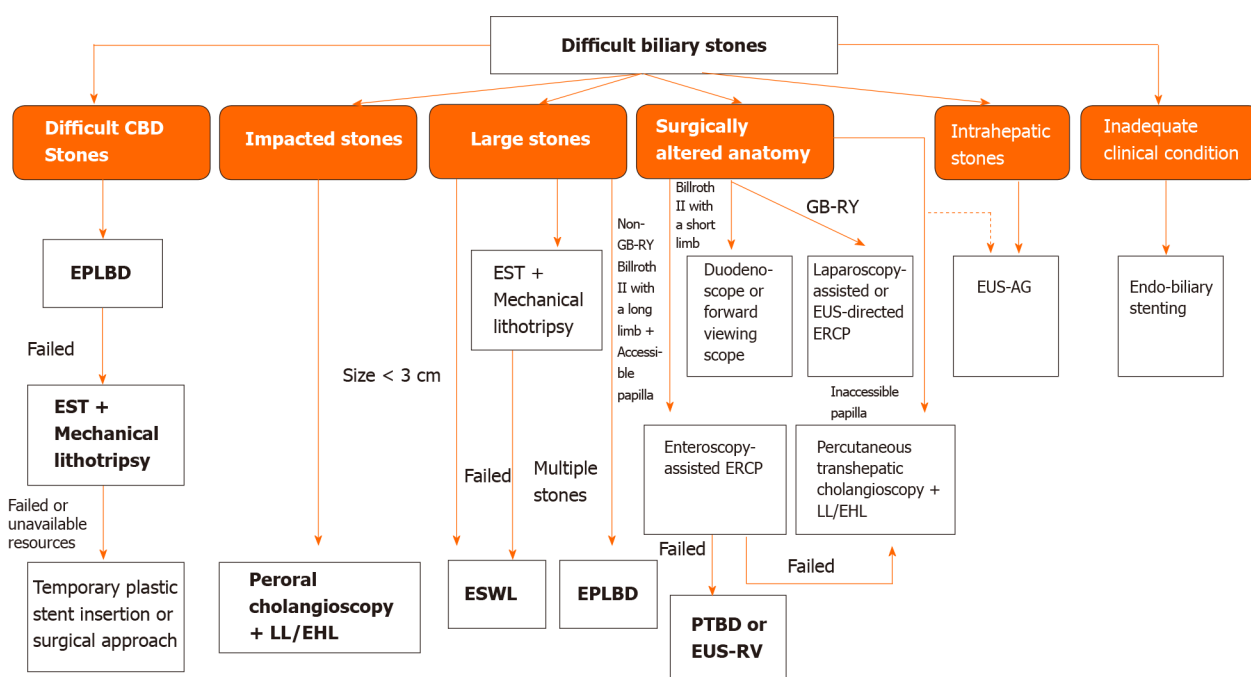 Difficult biliary stones
Difficult CBD
Stones
Impacted stones
Large stones
Surgically
altered anatomy
Intrahepatic
stones
Inadequate
clinical condition
EPLBD
Failed
EST +
Mechanical
lithotripsy
Failed or
unavailable
resources
Temporary plastic
stent insertion or
surgical approach
Size < 3 cm
Peroral
cholangioscopy
+ LL/EHL
EST +
Mechanical
lithotripsy
Failed
ESWL
Multiple
stones
EPLBD
Non-
GB-RY
Billroth
II with
a long
limb +
Accessi-
ble
papilla
Billroth
II with
a short
limb
GB-RY
Duodeno-
scope or
forward
viewing
scope
Laparoscopy-
assisted or
EUS-directed
ERCP
Inaccessible
papilla
Enteroscopy-
assisted ERCP
Percutaneous
transhepatic
cholangioscopy +
LL/EHL
Failed
Failed
PTBD or
EUS-RV
EUS-AG
Endo-biliary
stenting